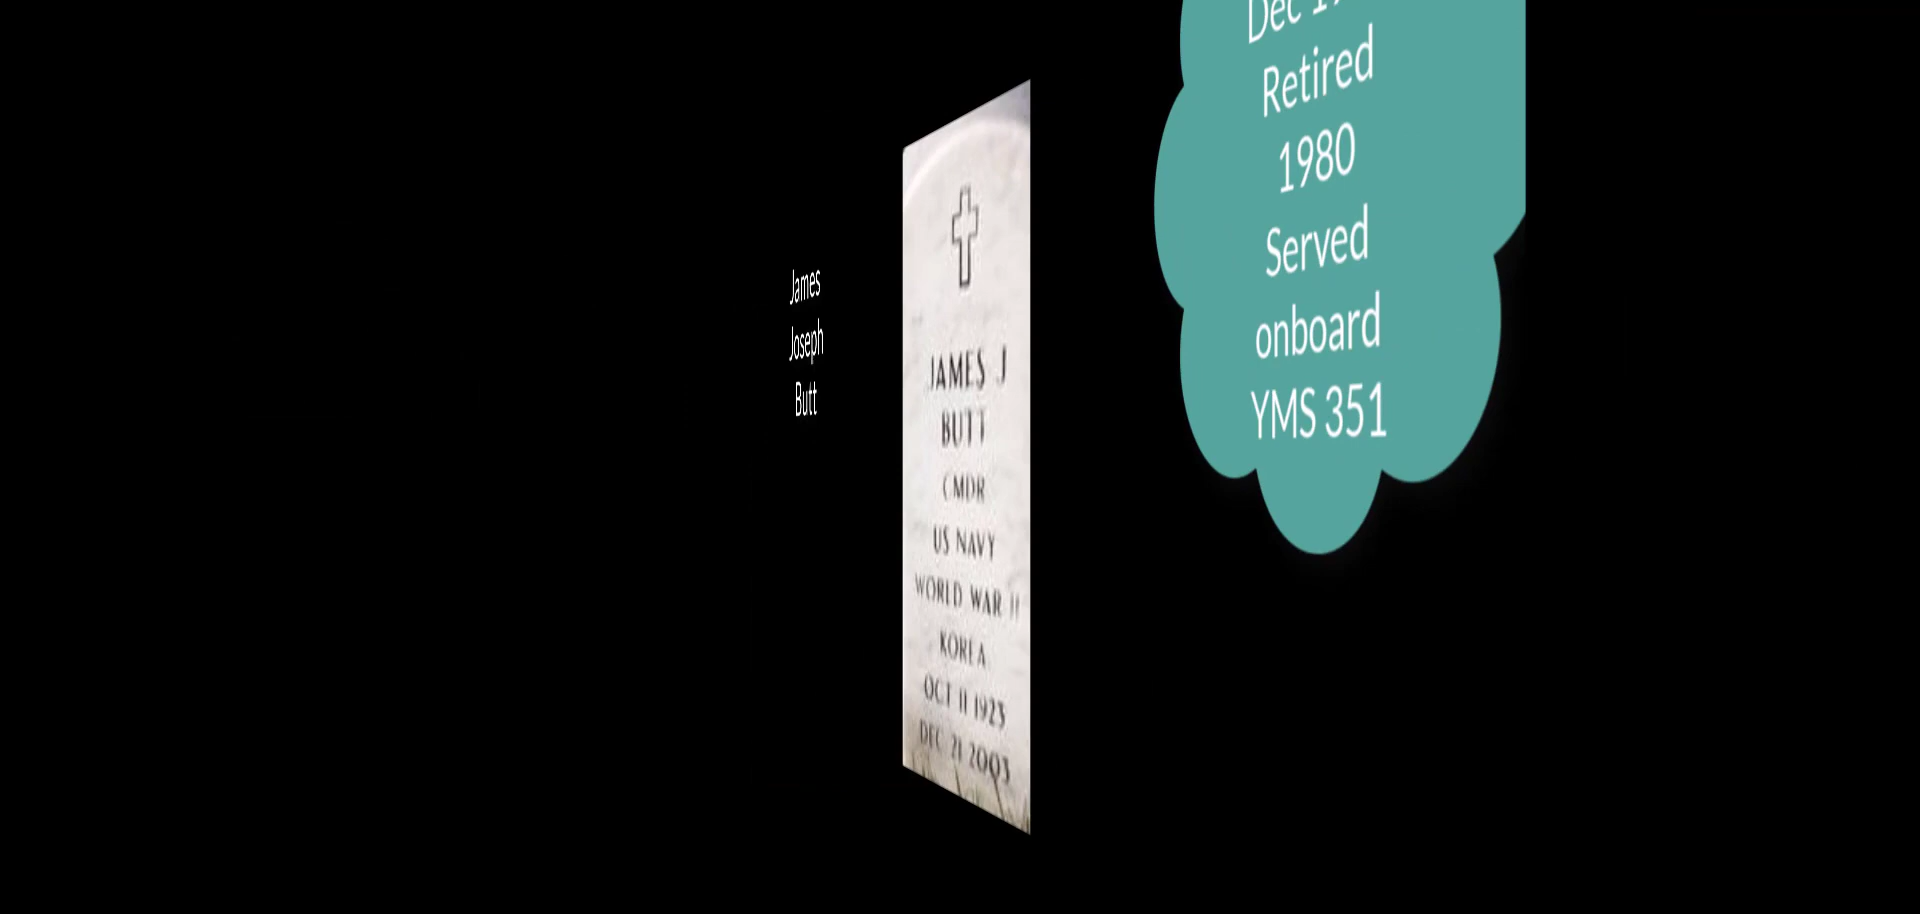 James
Joseph
Butt
JAMES J
BUTT
CMDR
US NAVY
WORLD WAR II
KOREA
OCT 11 1923
DEC 21 2003
Dec
Retired
1980
Served
onboard
YMS 351